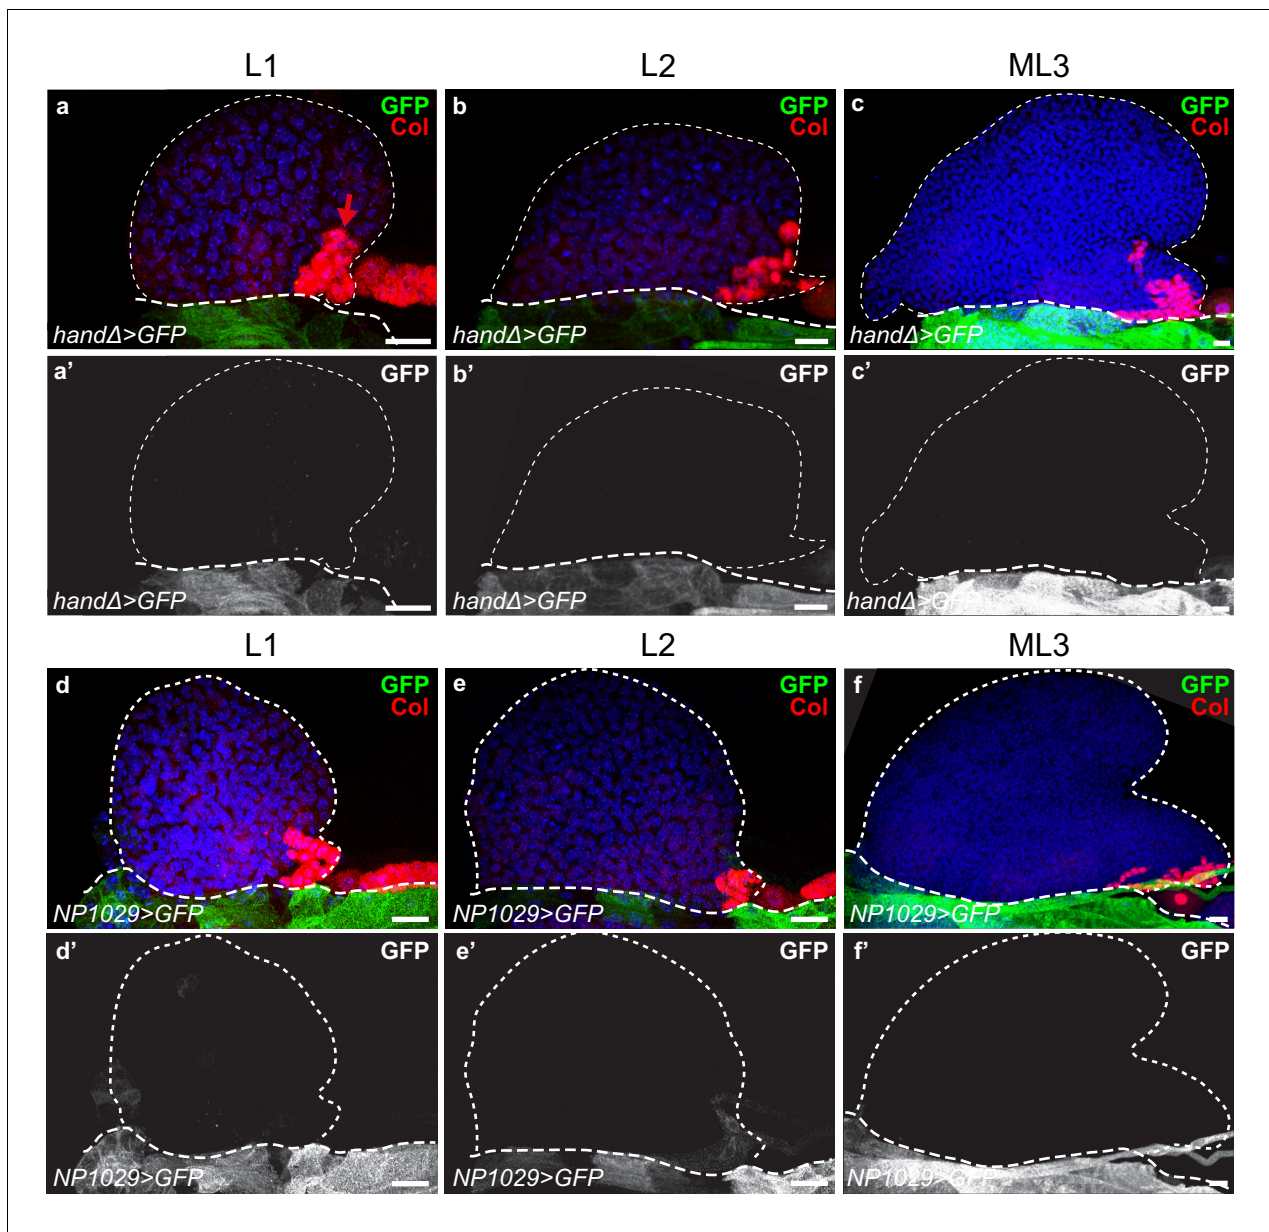 L1 L2 ML3
a GFP b GFP c GFP
Col Col Col
handΔ>GFP handΔ>GFP handΔ>GFP
a' GFP b' GFP c' GFP
handΔ>GFP handΔ>GFP handΔ>GFP
L1 L2 ML3
d GFP e GFP f GFP
Col Col Col
NP1029>GFP NP1029>GFP NP1029>GFP
d' GFP e' GFP f' GFP
NP1029>GFP NP1029>GFP NP1029>GFP